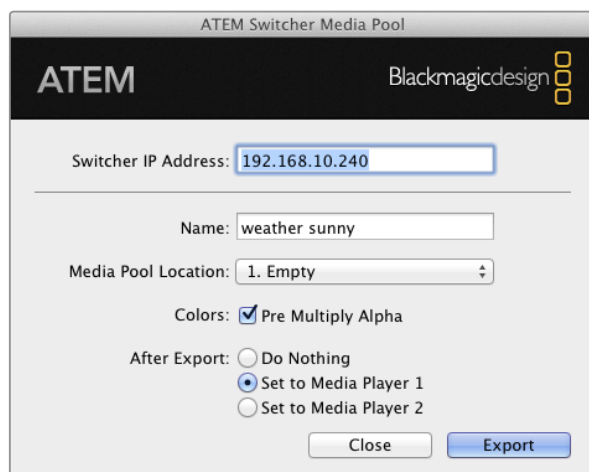 ATEM Switcher Media Pool
ATEM
Blackmagicdesign
Switcher IP Address: 192.168.10.240
Name: weather sunny
Media Pool Location: 1. Empty
Colors: Pre Multiply Alpha
After Export: Do Nothing
Set to Media Player 1
Set to Media Player 2
Close Export